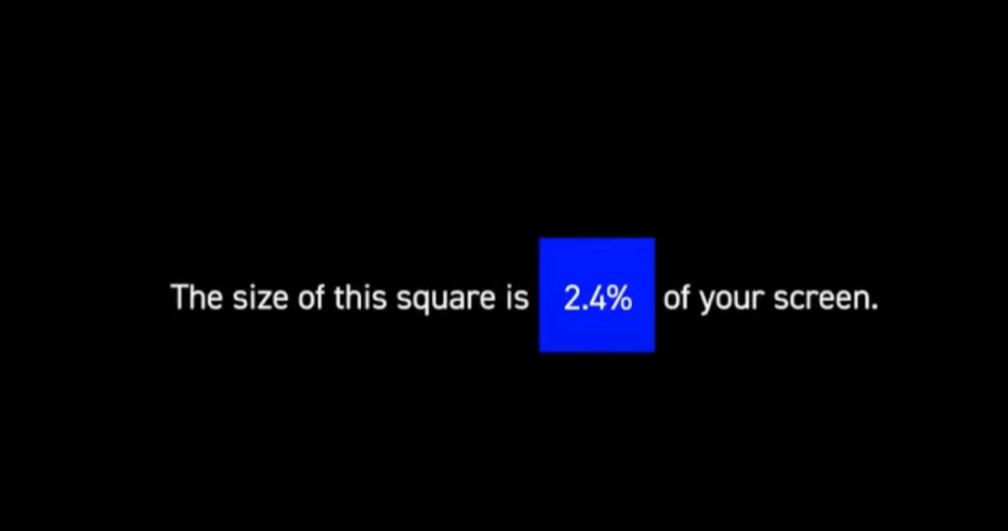 The size of this square is 2.4% of your screen.